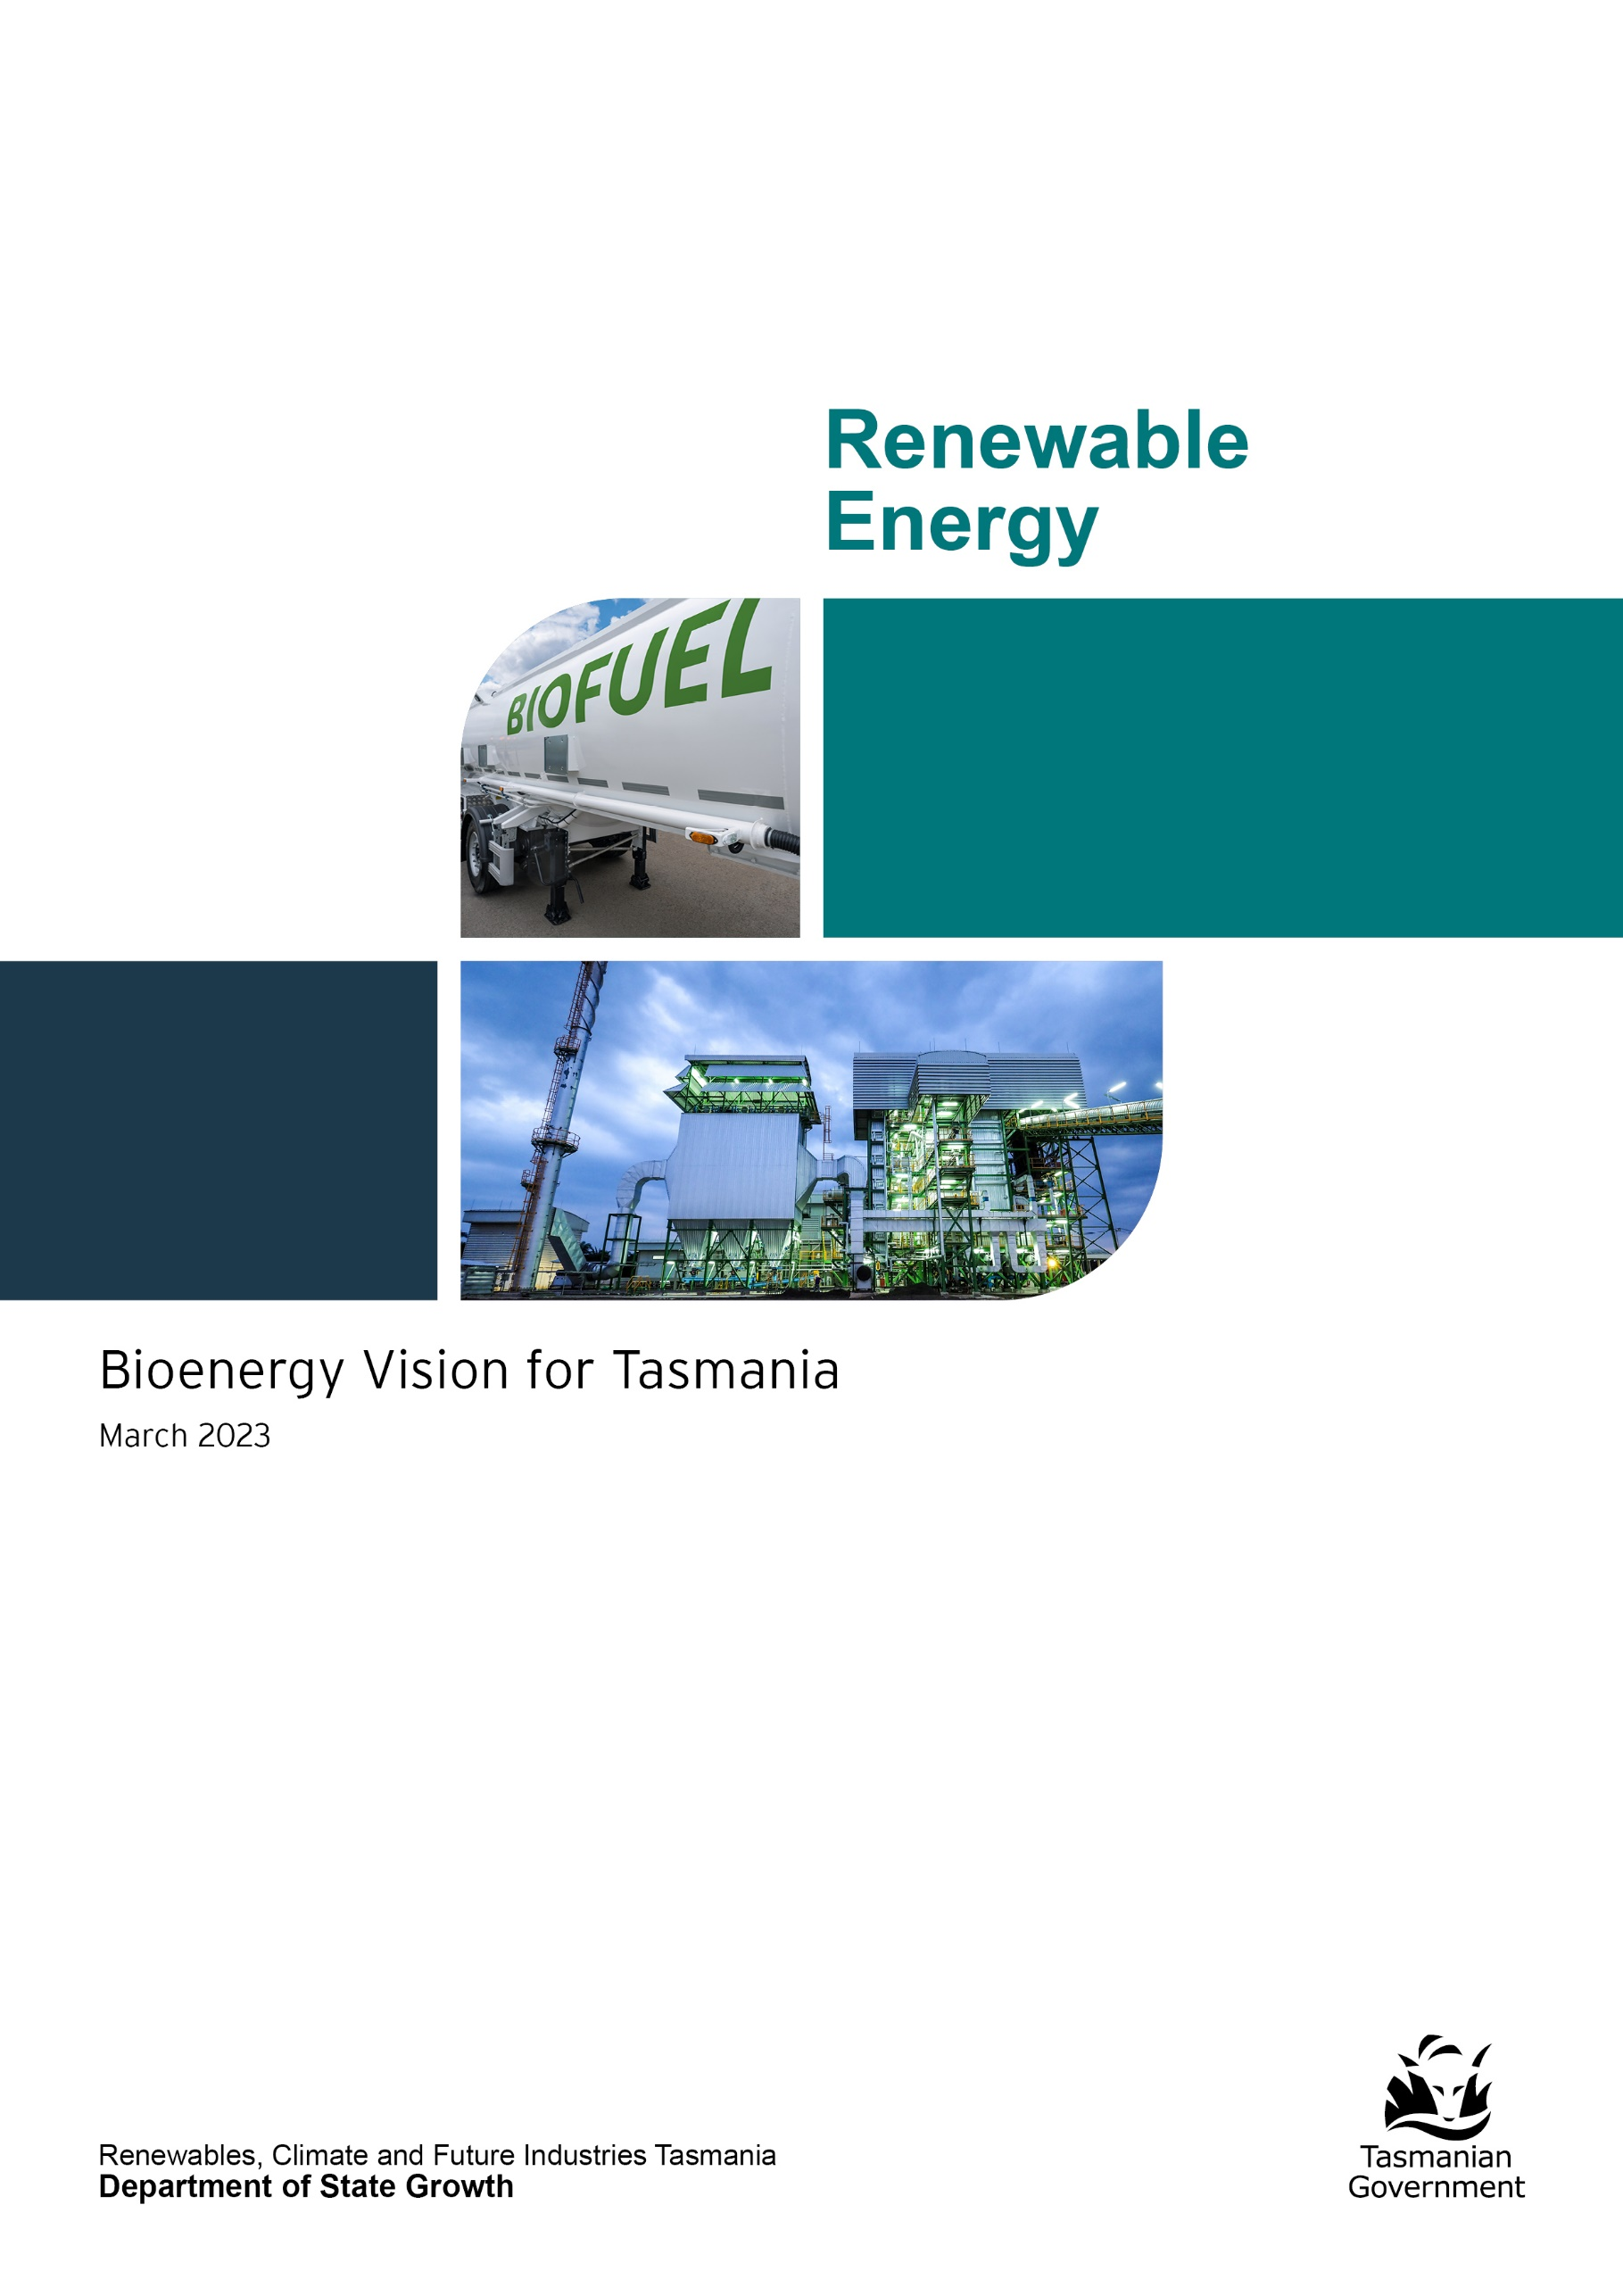 Renewable
Energy
BIOFUEL
Bioenergy Vision for Tasmania
March 2023
Renewables, Climate and Future Industries Tasmania
Department of State Growth
Tasmanian
Government